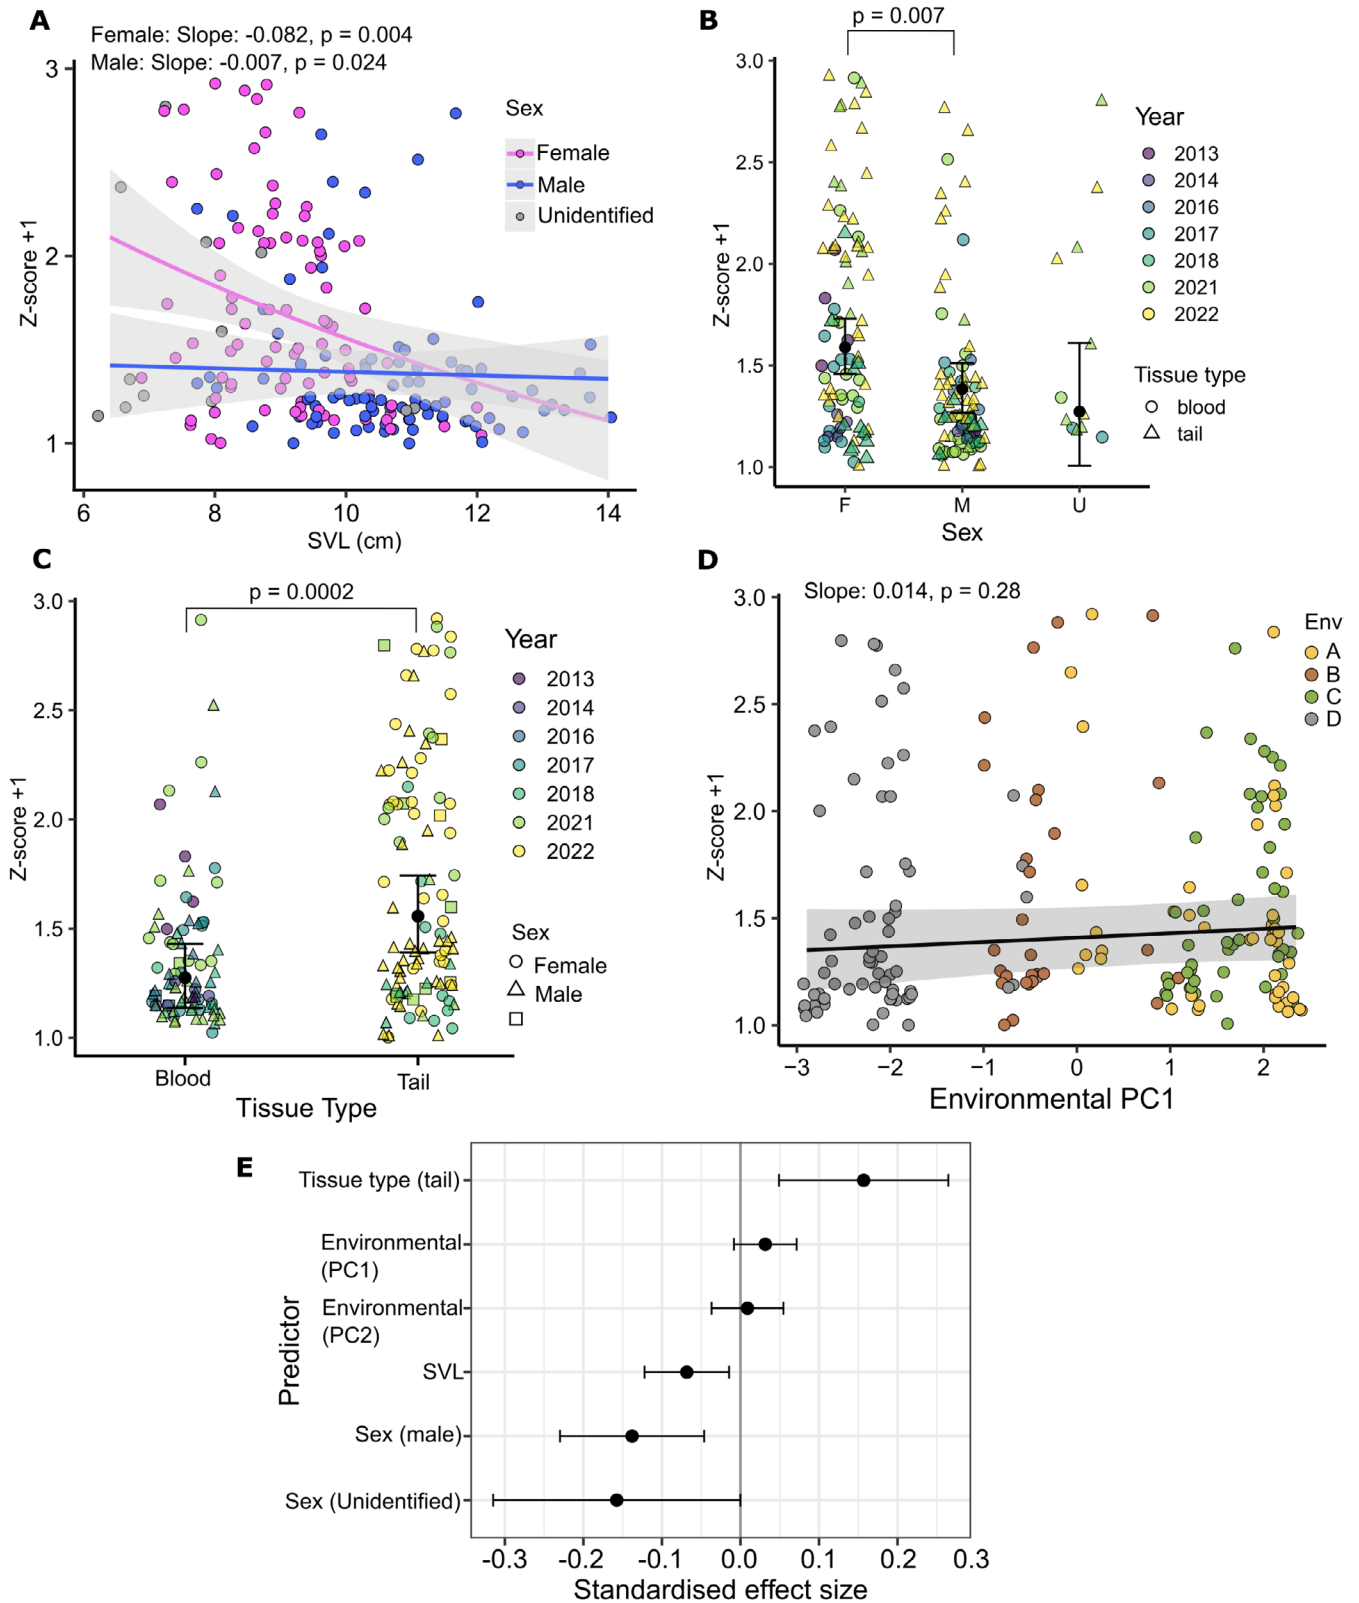 A
Female: Slope: -0.082, p = 0.004
Male: Slope: -0.007, p = 0.024
3
2
1
Z-score +1
6 8 10 12 14
SVL (cm)
Sex
Female
Male
Unidentified
B
p = 0.007
3.0
2.5
2.0
1.5
1.0
Z-score +1
F M U
Sex
Year
2013
2014
2016
2017
2018
2021
2022
Tissue type
blood
tail
C
p = 0.0002
3.0
2.5
2.0
1.5
1.0
Z-score +1
Blood Tail
Tissue Type
Year
2013
2014
2016
2017
2018
2021
2022
Sex
Female
Male
D
Slope: 0.014, p = 0.28
3.0
2.5
2.0
1.5
1.0
Z-score +1
−3 −2 −1 0 1 2
Environmental PC1
Env
A
B
C
D
E
Predictor
Tissue type (tail)
Environmental
(PC1)
Environmental
(PC2)
SVL
Sex (male)
Sex (Unidentified)
-0.3 -0.2 -0.1 0.0 0.1 0.2 0.3
Standardised effect size